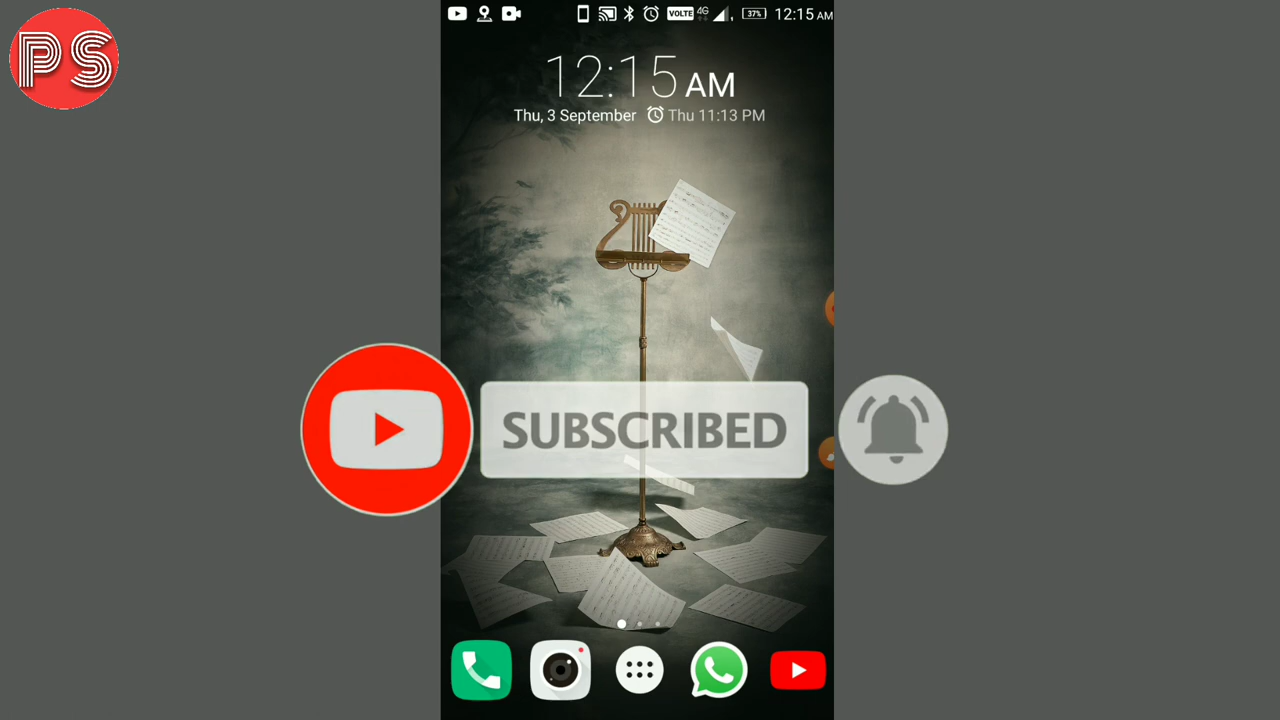 PS
VOLTE 4G 37% 12:15 AM
12:15 AM
Thu, 3 September Thu 11:13 PM
SUBSCRIBED